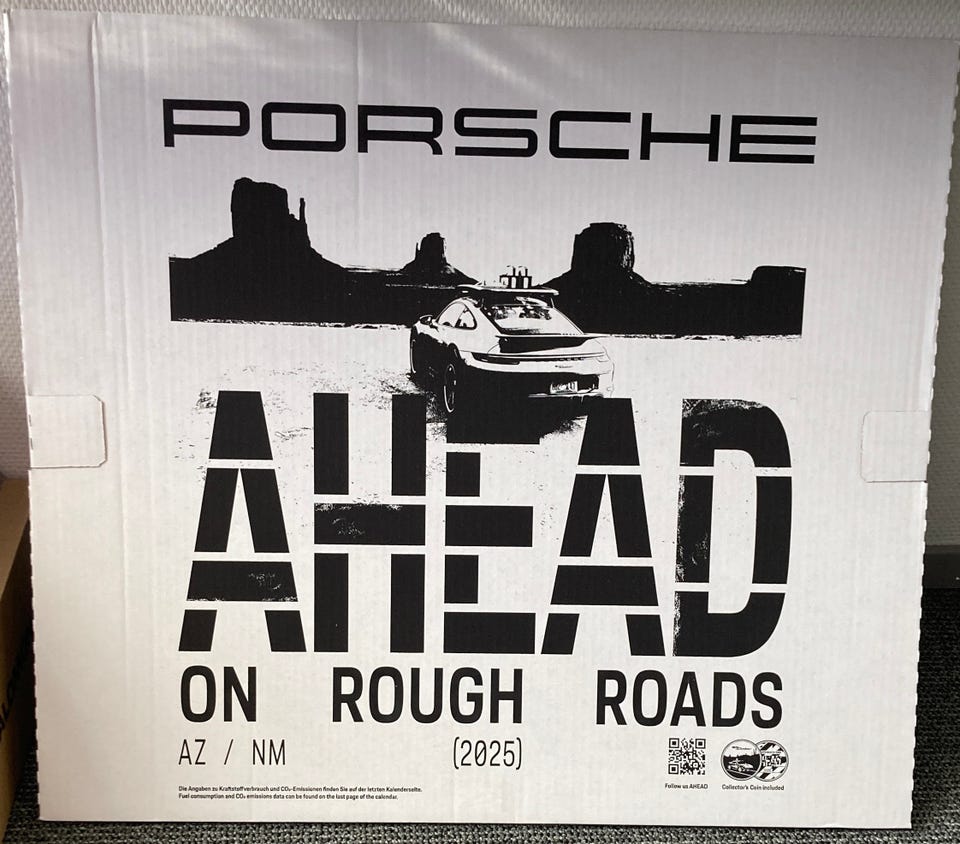 PORSCHE
AHEAD
ON ROUGH ROADS
AZ / NM (2025)
Follow us AHEAD Collector's Coin included
Die Angaben zu Kraftstoffverbrauch und CO₂-Emissionen finden Sie auf der letzten Kalenderseite.
Fuel consumption and CO₂ emissions data can be found on the last page of the calendar.